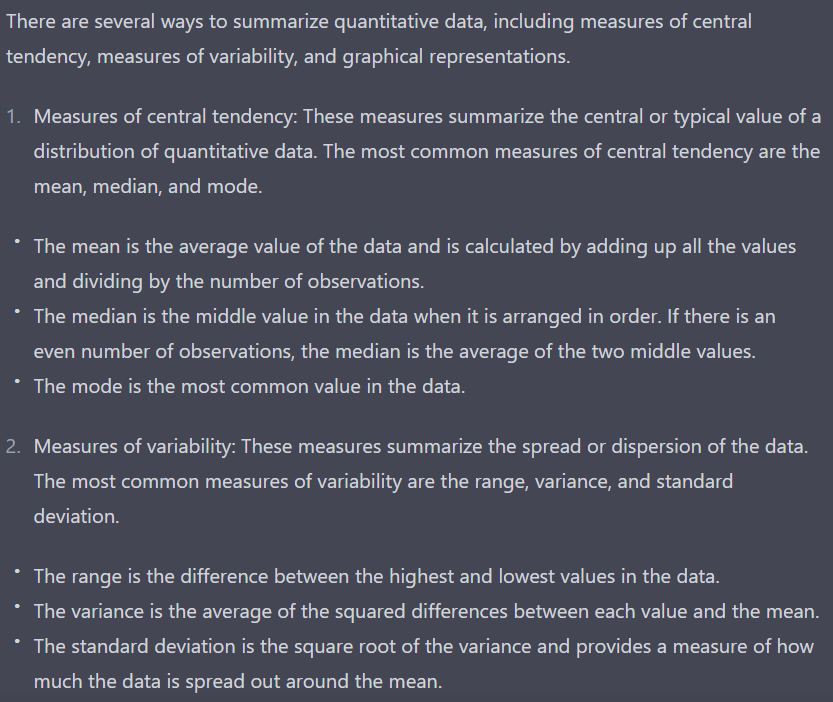 There are several ways to summarize quantitative data, including measures of central
tendency, measures of variability, and graphical representations.
1. Measures of central tendency: These measures summarize the central or typical value of a
distribution of quantitative data. The most common measures of central tendency are the
mean, median, and mode.
• The mean is the average value of the data and is calculated by adding up all the values
and dividing by the number of observations.
• The median is the middle value in the data when it is arranged in order. If there is an
even number of observations, the median is the average of the two middle values.
• The mode is the most common value in the data.
2. Measures of variability: These measures summarize the spread or dispersion of the data.
The most common measures of variability are the range, variance, and standard
deviation.
• The range is the difference between the highest and lowest values in the data.
• The variance is the average of the squared differences between each value and the mean.
• The standard deviation is the square root of the variance and provides a measure of how
much the data is spread out around the mean.